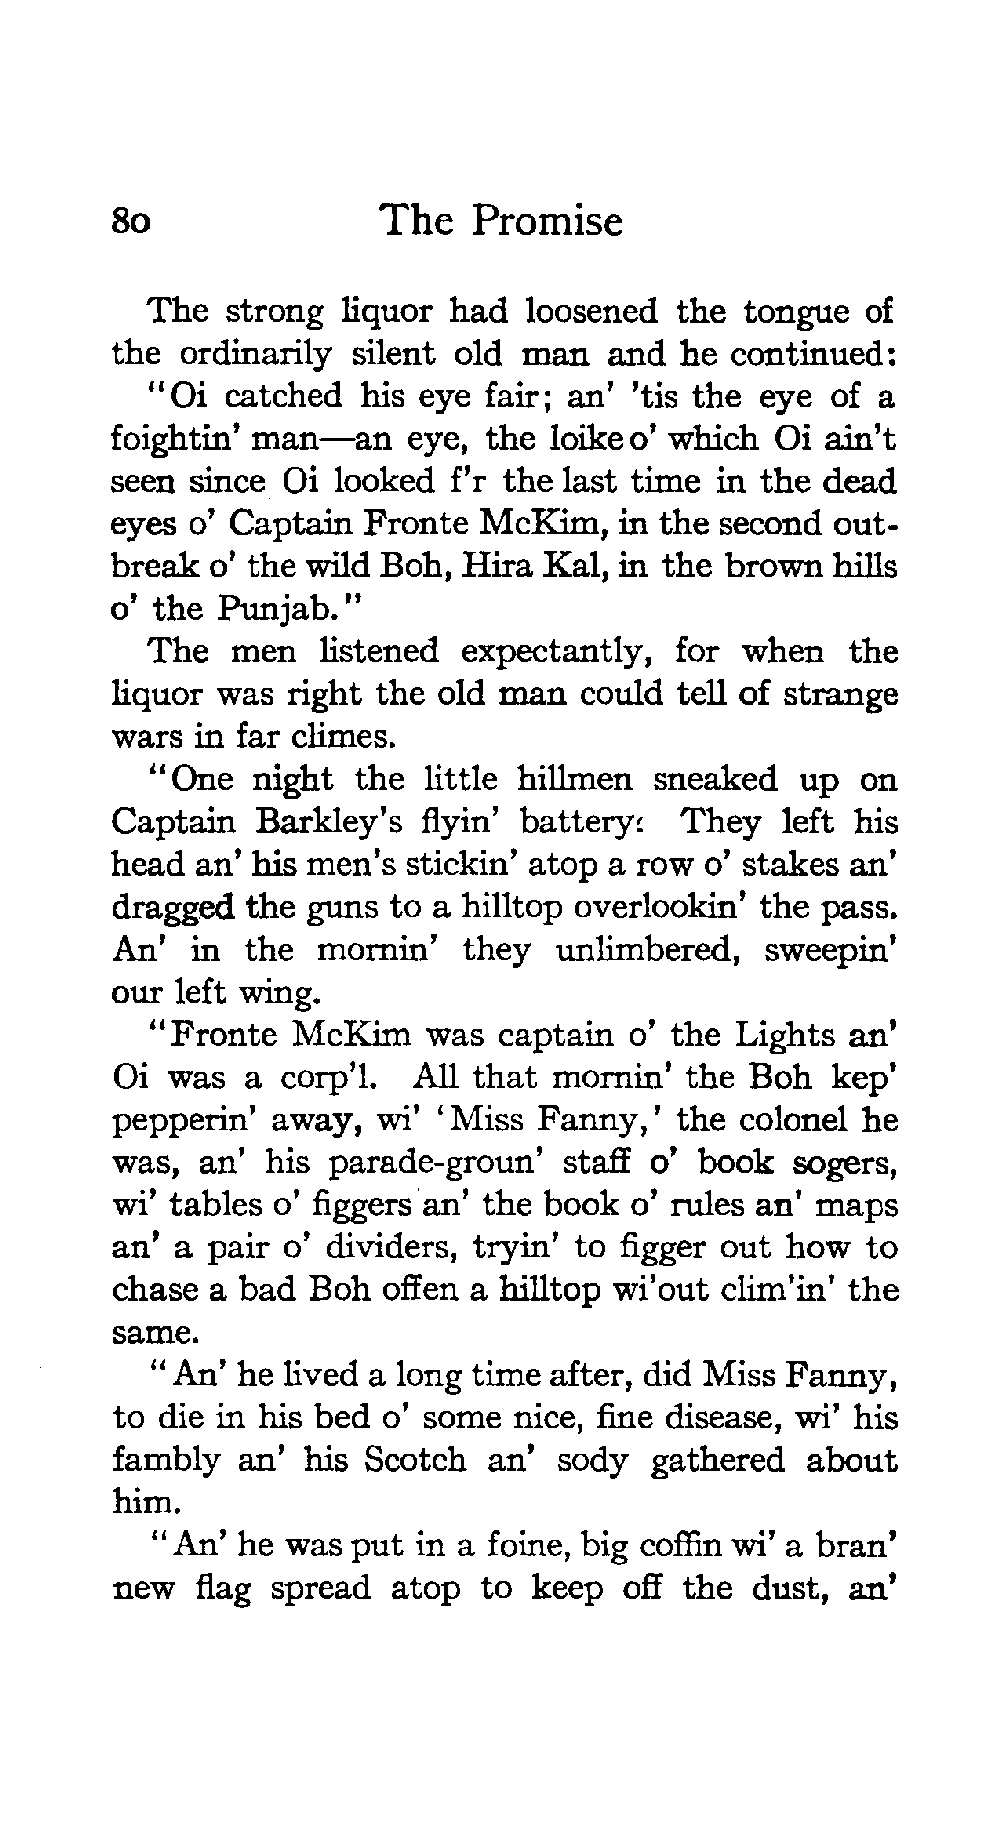 80 The Promise
The strong liquor had loosened the tongue of
the ordinarily silent old man and he continued:
"Oi catched his eye fair; an' 'tis the eye of a
foightin' man—an eye, the loike o' which Oi ain't
seen since Oi looked f'r the last time in the dead
eyes o' Captain Fronte McKim, in the second out-
break o' the wild Boh, Hira Kal, in the brown hills
o' the Punjab."
The men listened expectantly, for when the
liquor was right the old man could tell of strange
wars in far climes.
"One night the little hillmen sneaked up on
Captain Barkley's flyin' battery: They left his
head an' his men's stickin' atop a row o' stakes an'
dragged the guns to a hilltop overlookin' the pass.
An' in the mornin' they unlimbered, sweepin'
our left wing.
"Fronte McKim was captain o' the Lights an'
Oi was a corp'l. All that mornin' the Boh kep'
pepperin' away, wi' 'Miss Fanny,' the colonel he
was, an' his parade-groun' staff o' book sogers,
wi' tables o' figgers an' the book o' rules an' maps
an' a pair o' dividers, tryin' to figger out how to
chase a bad Boh offen a hilltop wi'out clim'in' the
same.
"An' he lived a long time after, did Miss Fanny,
to die in his bed o' some nice, fine disease, wi' his
fambly an' his Scotch an' sody gathered about
him.
"An' he was put in a foine, big coffin wi' a bran'
new flag spread atop to keep off the dust, an'